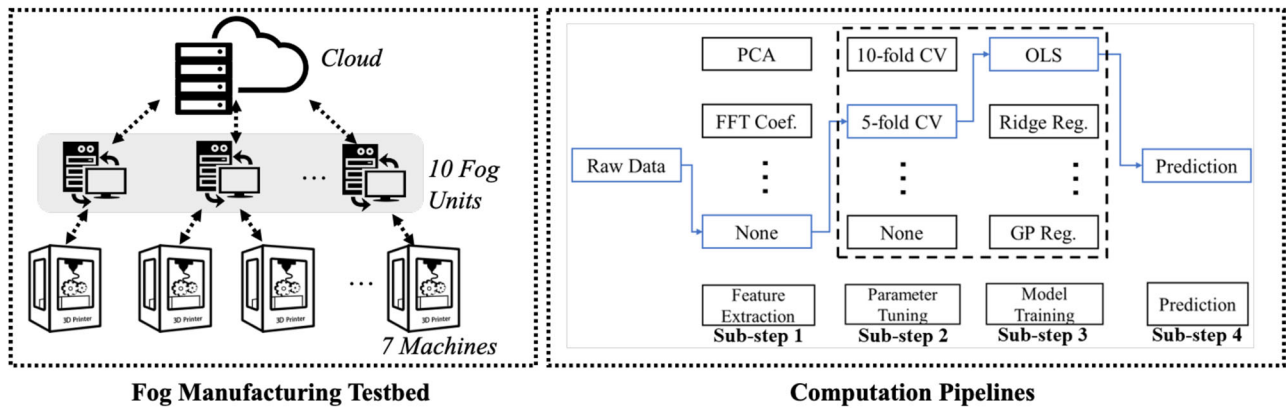 Cloud
10 Fog
Units
...
3D Printer
3D Printer
3D Printer
...
3D Printer
7 Machines
Fog Manufacturing Testbed
PCA
10-fold CV
OLS
FFT Coef.
5-fold CV
Ridge Reg.
Raw Data
Prediction
None
None
GP Reg.
Feature
Extraction
Parameter
Tuning
Model
Training
Prediction
Sub-step 1
Sub-step 2
Sub-step 3
Sub-step 4
Computation Pipelines